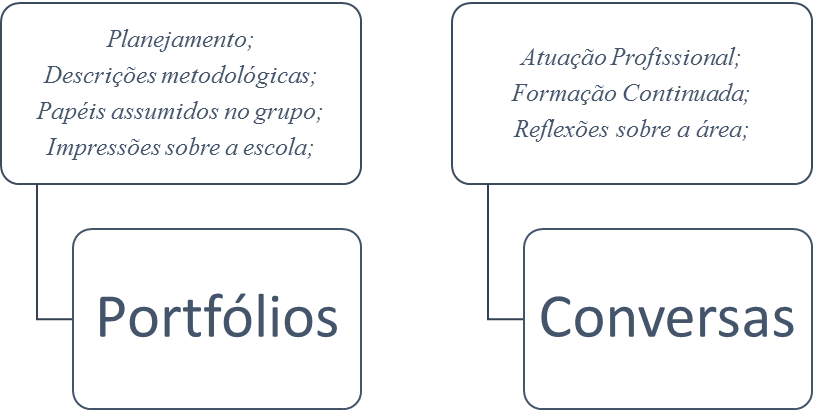 Planejamento;
Descrições metodológicas;
Papéis assumidos no grupo;
Impressões sobre a escola;
Portfólios
Atuação Profissional;
Formação Continuada;
Reflexões sobre a área;
Conversas